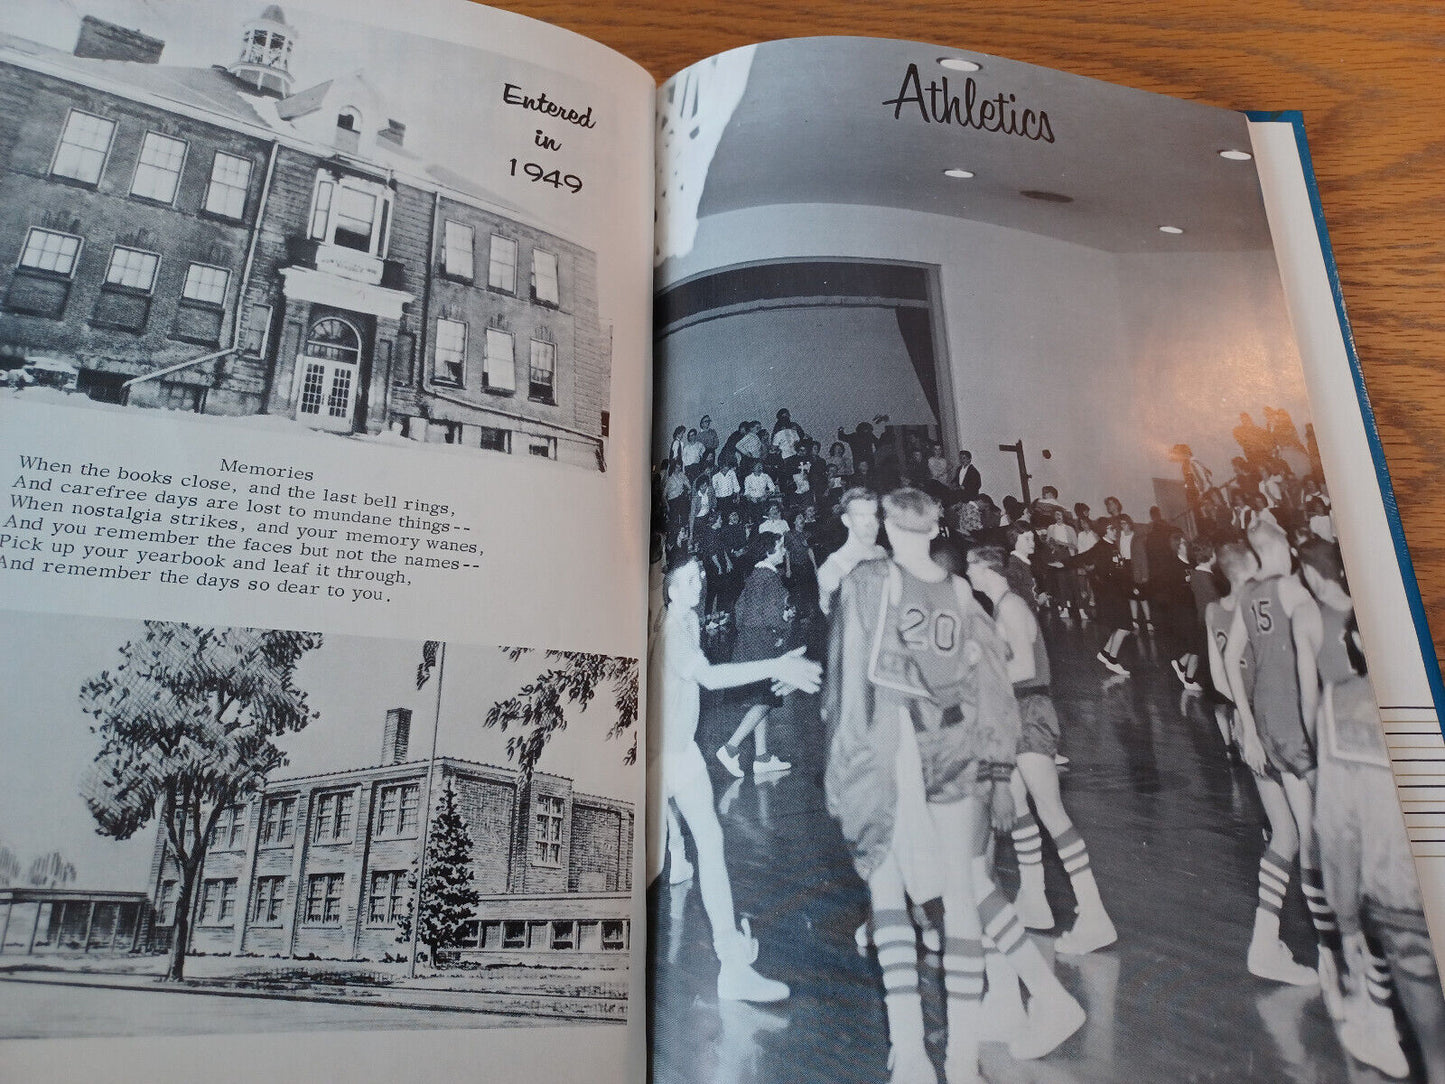 Entered
in
1949
Memories
When the books close, and the last bell rings,
And carefree days are lost to mundane things--
When nostalgia strikes, and your memory wanes,
And you remember the faces but not the names--
Pick up your yearbook and leaf it through,
And remember the days so dear to you.
Athletics
20
15